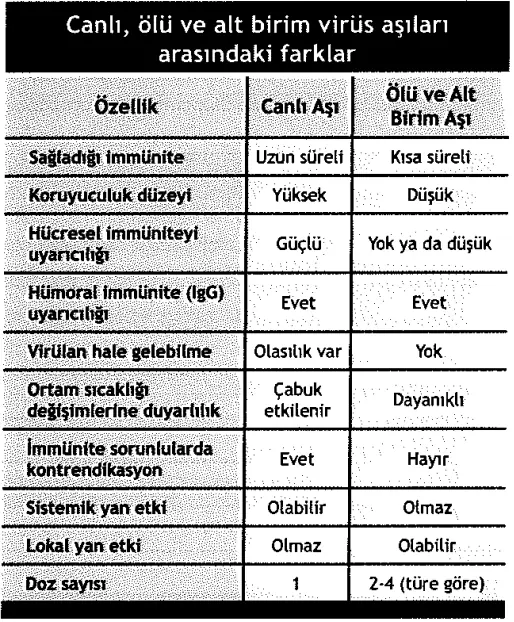 Canlı, ölü ve alt birim virüs aşıları
arasındaki farklar
Özellik Canlı Aşı Ölü ve Alt
Birim Aşı
Sağladığı immünite Uzun süreli Kısa süreli
Koruyuculuk düzeyi Yüksek Düşük
Hücresel immüniteyi
uyarıcılığı Güçlü Yok ya da düşük
Hümoral immünite (IgG)
uyarıcılığı Evet Evet
Virülan hale gelebilme Olasılık var Yok
Ortam sıcaklığı
değişimlerine duyarlılık Çabuk
etkilenir Dayanıklı
İmmünite sorunlularda
kontrendikasyon Evet Hayır
Sistemik yan etki Olabilir Olmaz
Lokal yan etki Olmaz Olabilir
Doz sayısı 1 2-4 (türe göre)